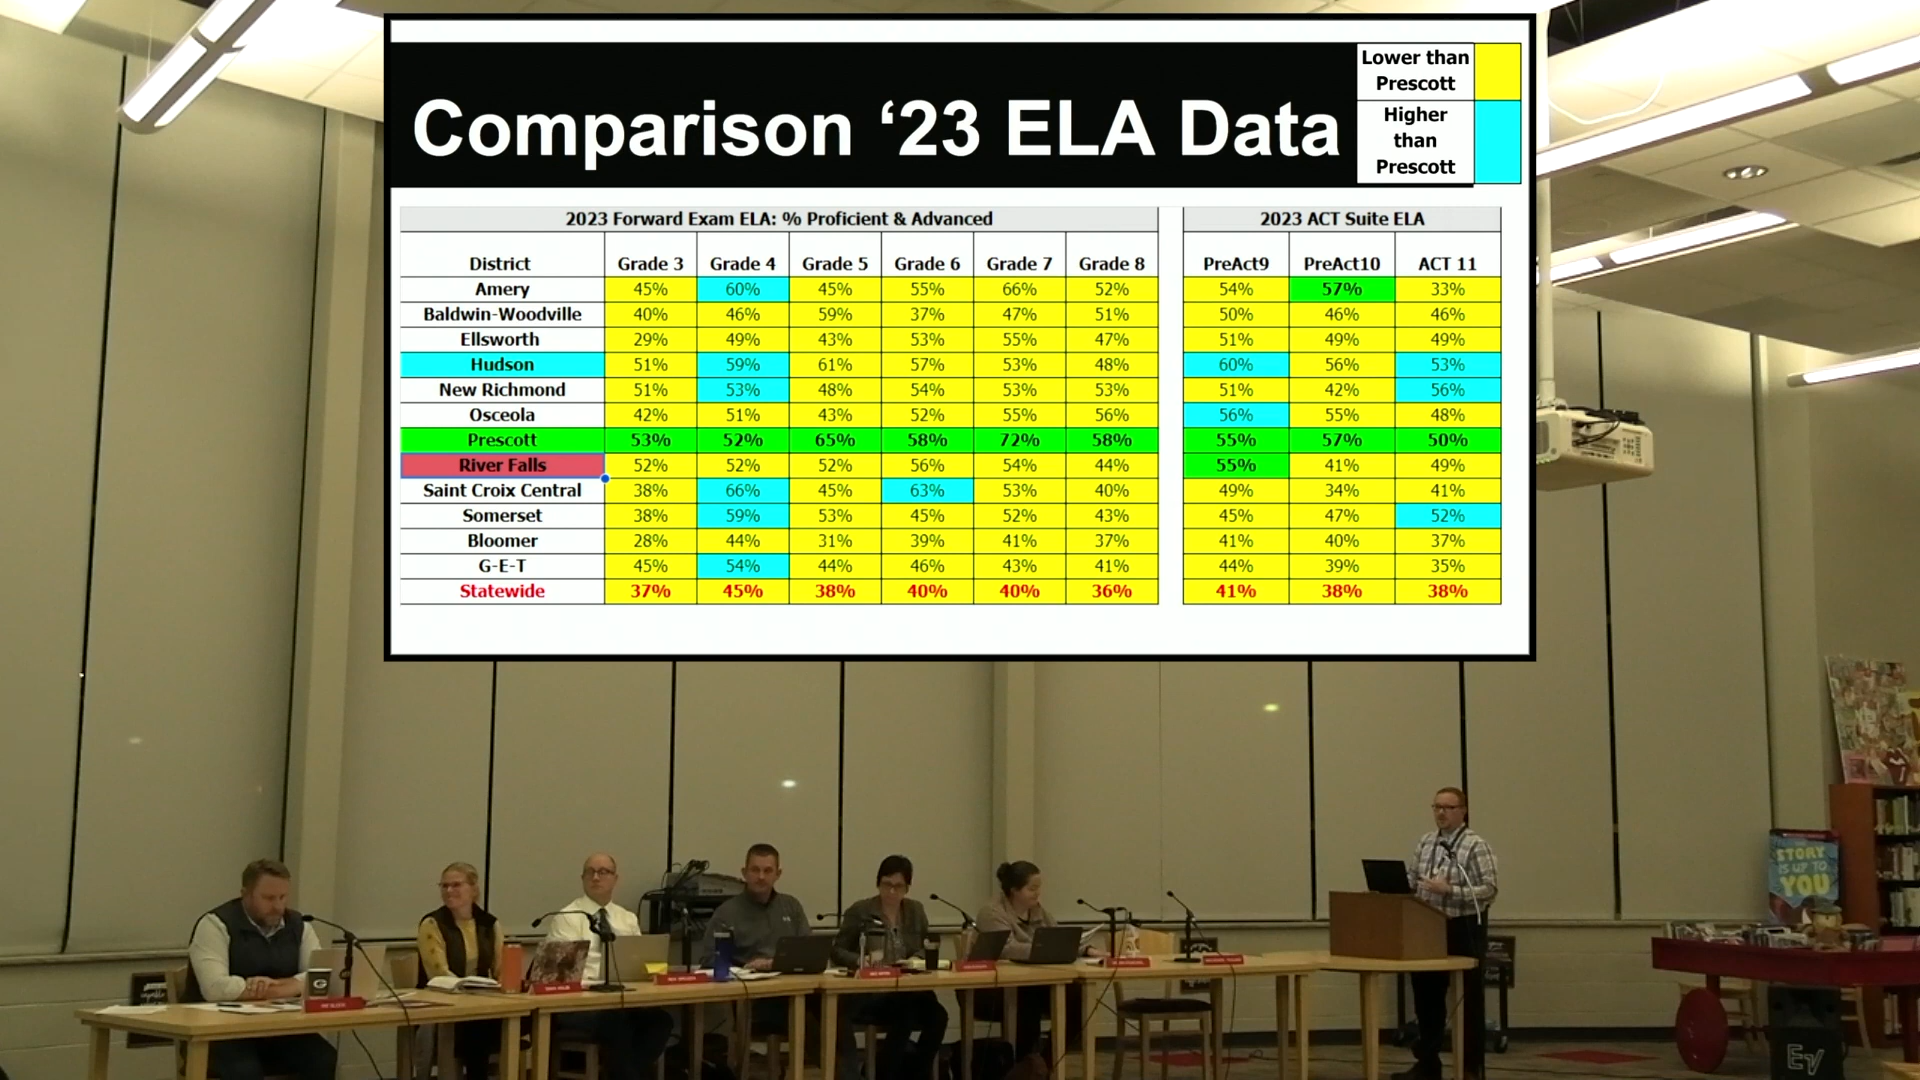 Comparison ‘23 ELA Data
Lower than
Prescott
Higher
than
Prescott
2023 Forward Exam ELA: % Proficient & Advanced
2023 ACT Suite ELA
District Grade 3 Grade 4 Grade 5 Grade 6 Grade 7 Grade 8 PreAct9 PreAct10 ACT 11
Amery 45% 60% 45% 55% 66% 52% 54% 57% 33%
Baldwin-Woodville 40% 46% 59% 37% 47% 51% 50% 46% 46%
Ellsworth 29% 49% 43% 53% 55% 47% 51% 49% 49%
Hudson 51% 59% 61% 57% 53% 48% 60% 56% 53%
New Richmond 51% 53% 48% 54% 53% 53% 51% 42% 56%
Osceola 42% 51% 43% 52% 55% 56% 56% 55% 48%
Prescott 53% 52% 65% 58% 72% 58% 55% 57% 50%
River Falls 52% 52% 52% 56% 54% 44% 55% 41% 49%
Saint Croix Central 38% 66% 45% 63% 53% 40% 49% 34% 41%
Somerset 38% 59% 53% 45% 52% 43% 45% 47% 52%
Bloomer 28% 44% 31% 39% 41% 37% 41% 40% 37%
G-E-T 45% 54% 44% 46% 43% 41% 44% 39% 35%
Statewide 37% 45% 38% 40% 40% 36% 41% 38% 38%
STORY
IS UP TO
YOU
G
EV